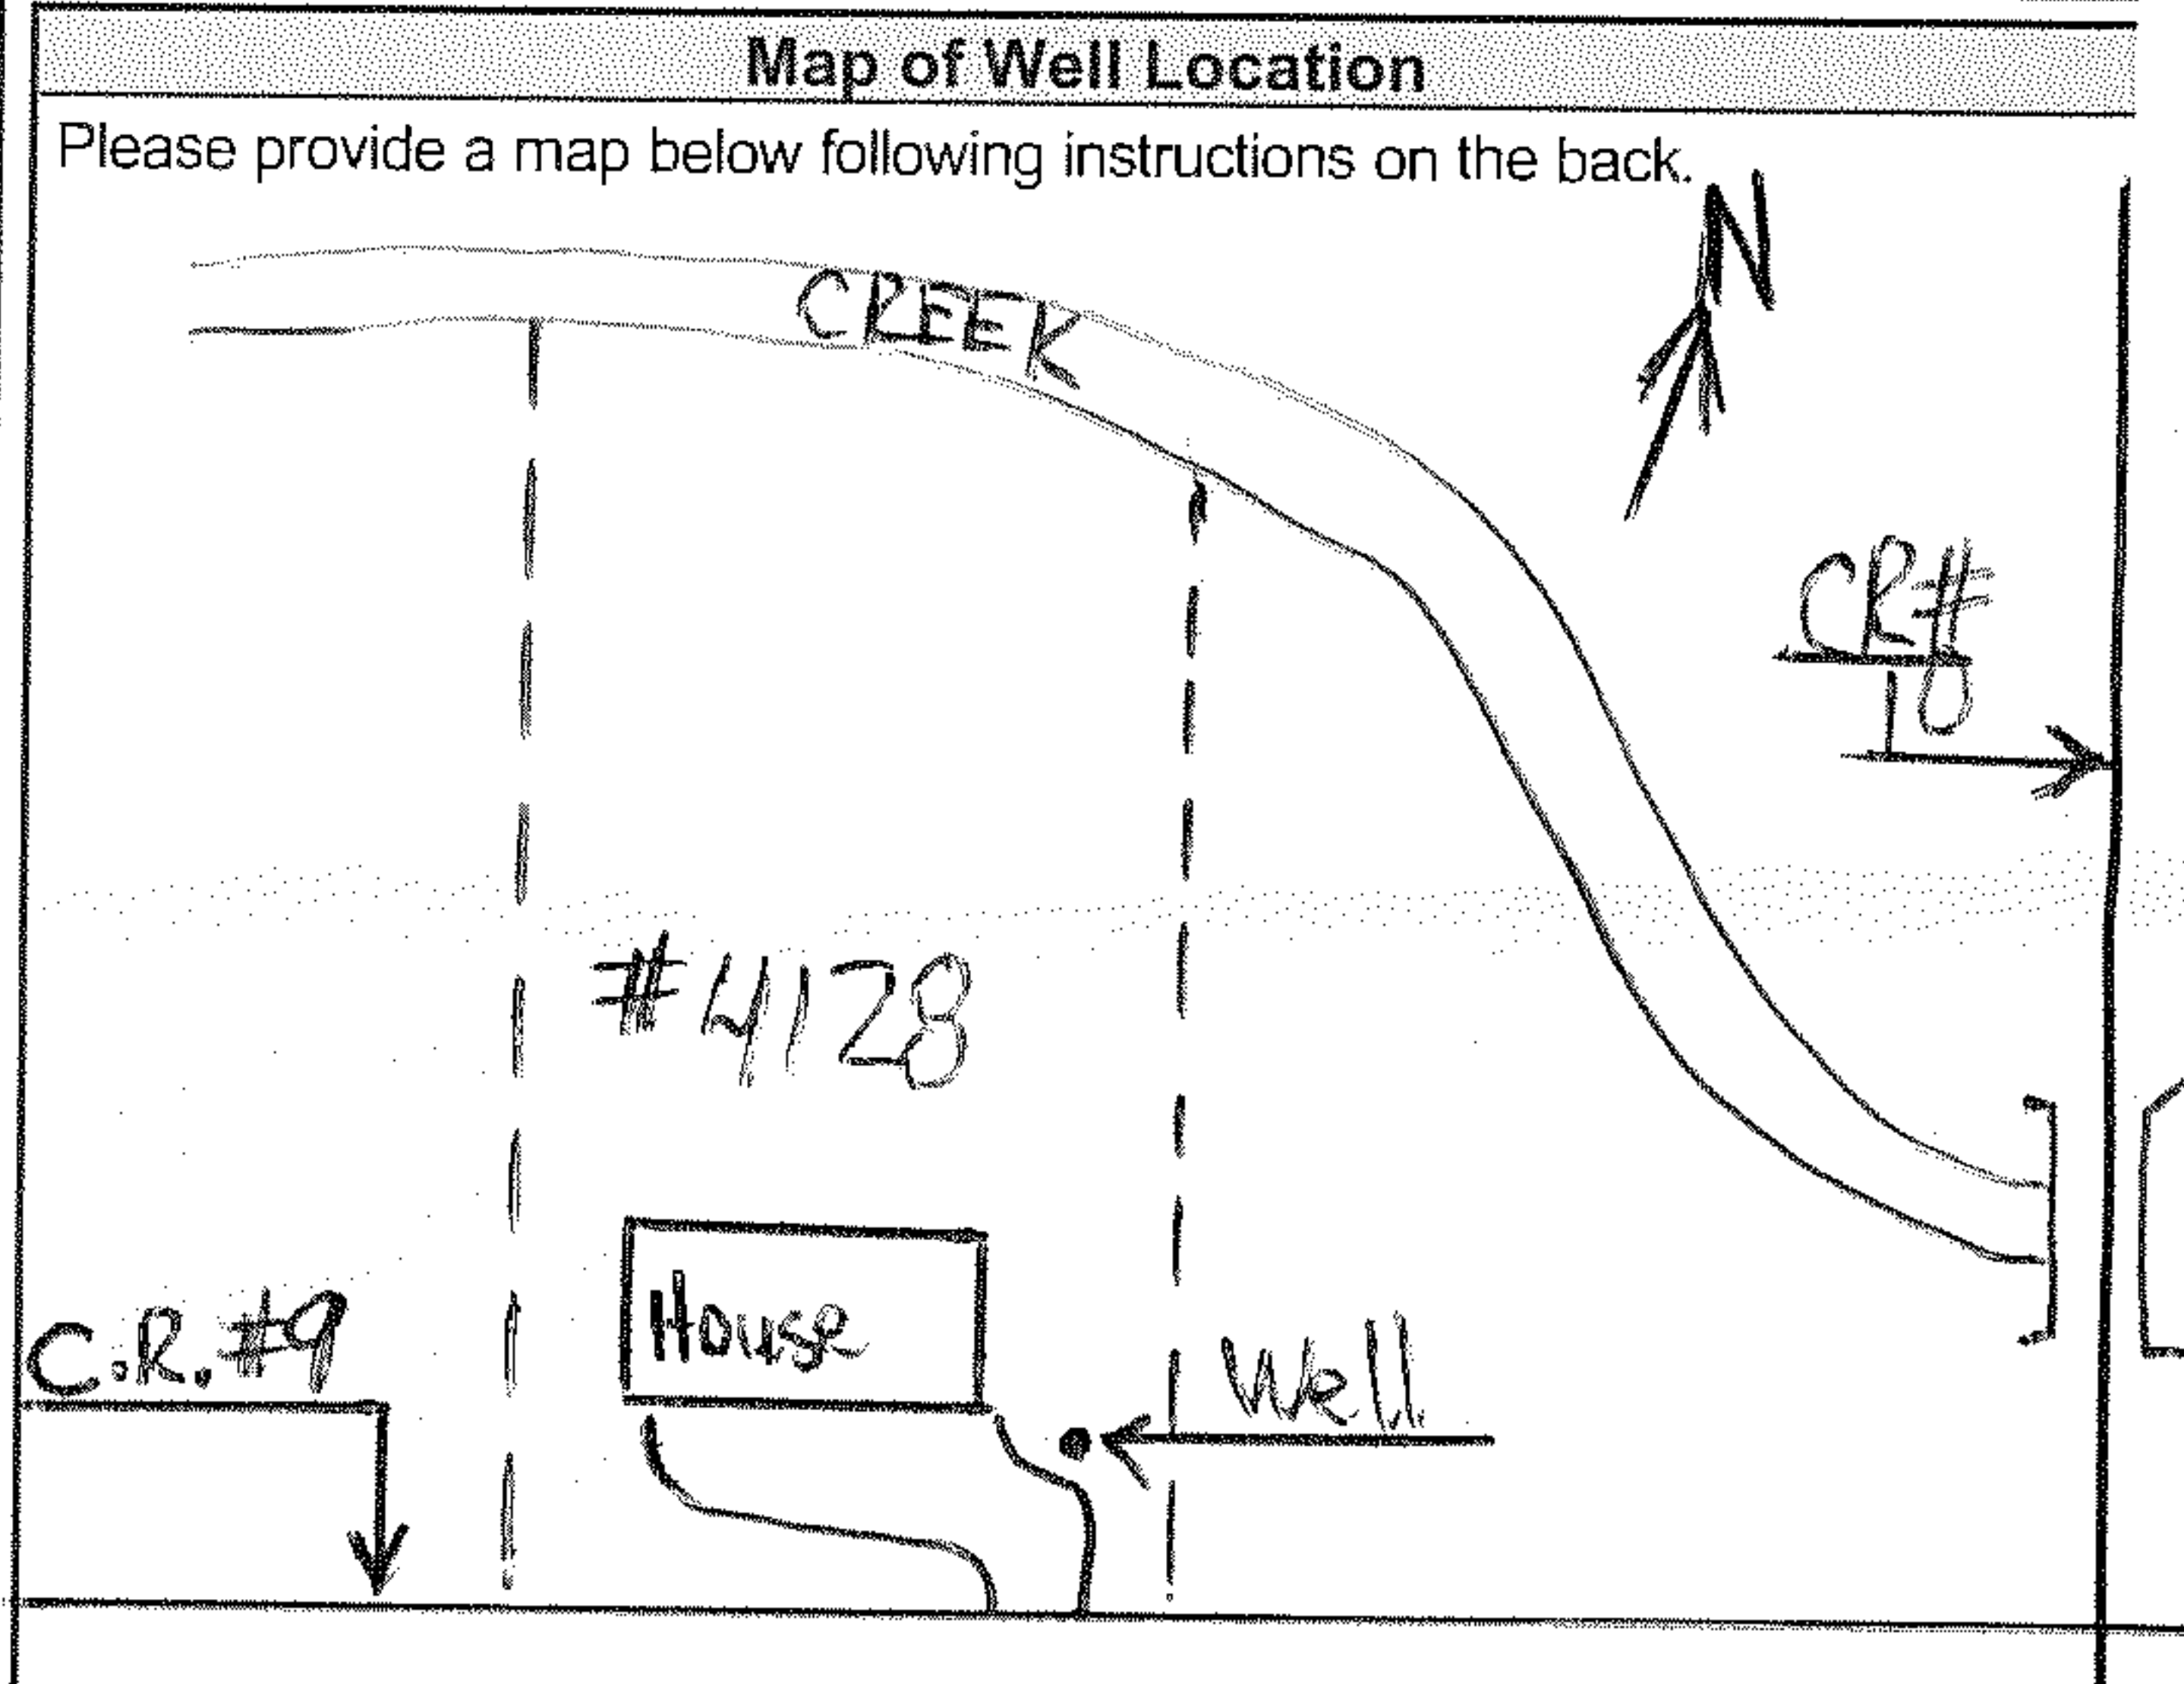 Map of Well Location
Please provide a map below following instructions on the back.
N
CREEK
CR#
8
#4128
House
C.R. #9
Well